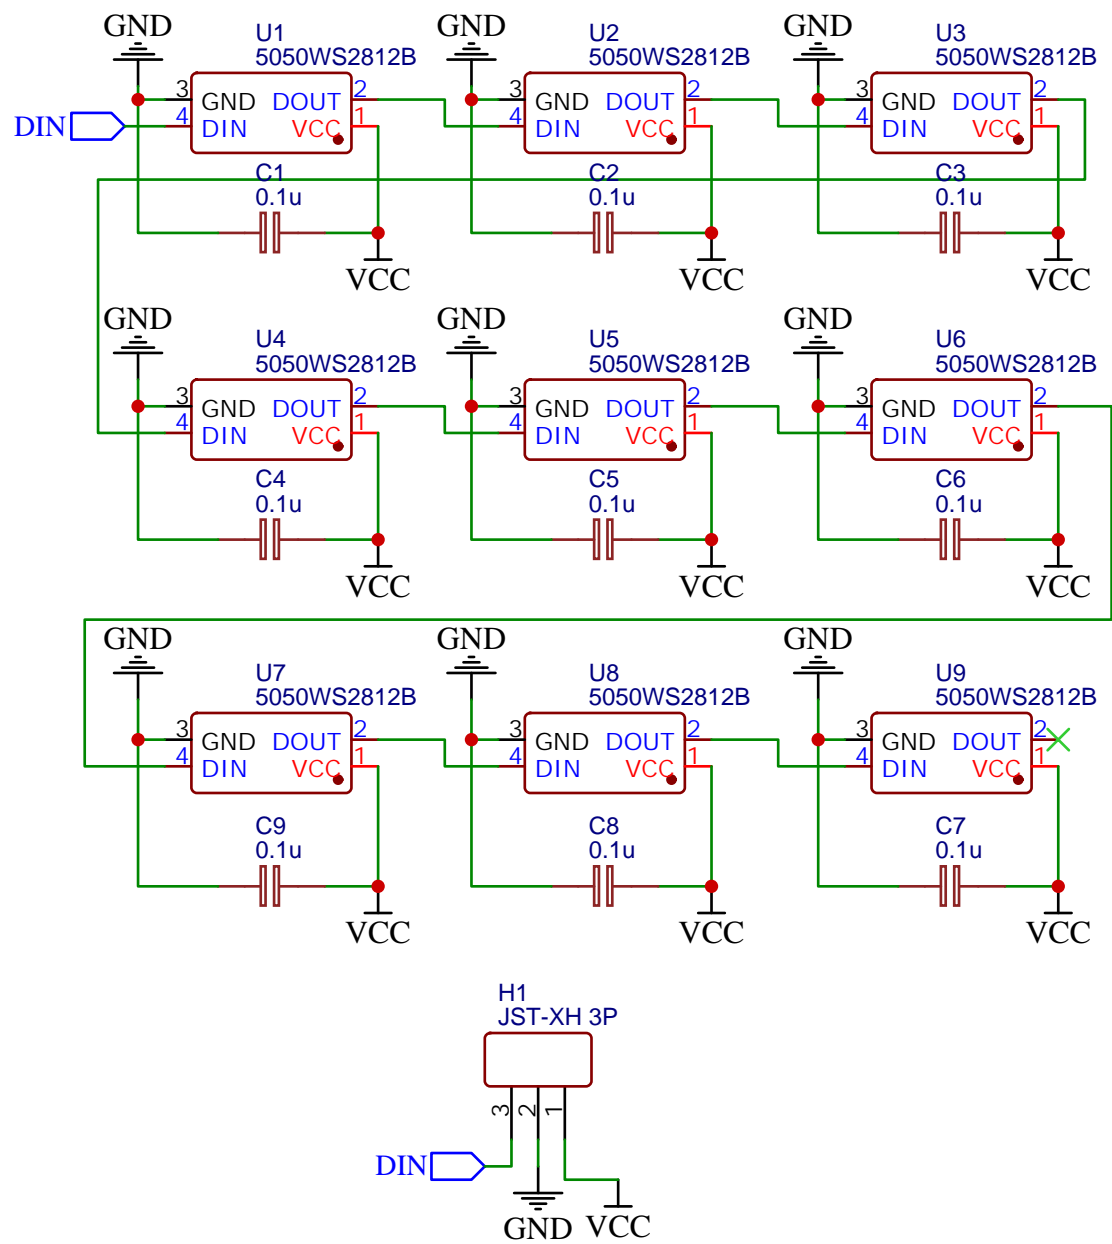 GND GND GND
U1 U2 U3
5050WS2812B 5050WS2812B 5050WS2812B
3 GND DOUT 2 3 GND DOUT 2 3 GND DOUT 2
DIN 4 DIN VCC 1 4 DIN VCC 1 4 DIN VCC 1
C1 C2 C3
0.1u 0.1u 0.1u
VCC VCC VCC
GND GND GND
U4 U5 U6
5050WS2812B 5050WS2812B 5050WS2812B
3 GND DOUT 2 3 GND DOUT 2 3 GND DOUT 2
4 DIN VCC 1 4 DIN VCC 1 4 DIN VCC 1
C4 C5 C6
0.1u 0.1u 0.1u
VCC VCC VCC
GND GND GND
U7 U8 U9
5050WS2812B 5050WS2812B 5050WS2812B
3 GND DOUT 2 3 GND DOUT 2 3 GND DOUT 2
4 DIN VCC 1 4 DIN VCC 1 4 DIN VCC 1
C9 C8 C7
0.1u 0.1u 0.1u
VCC VCC VCC
H1
JST-XH 3P
3 2 1
DIN
GND VCC